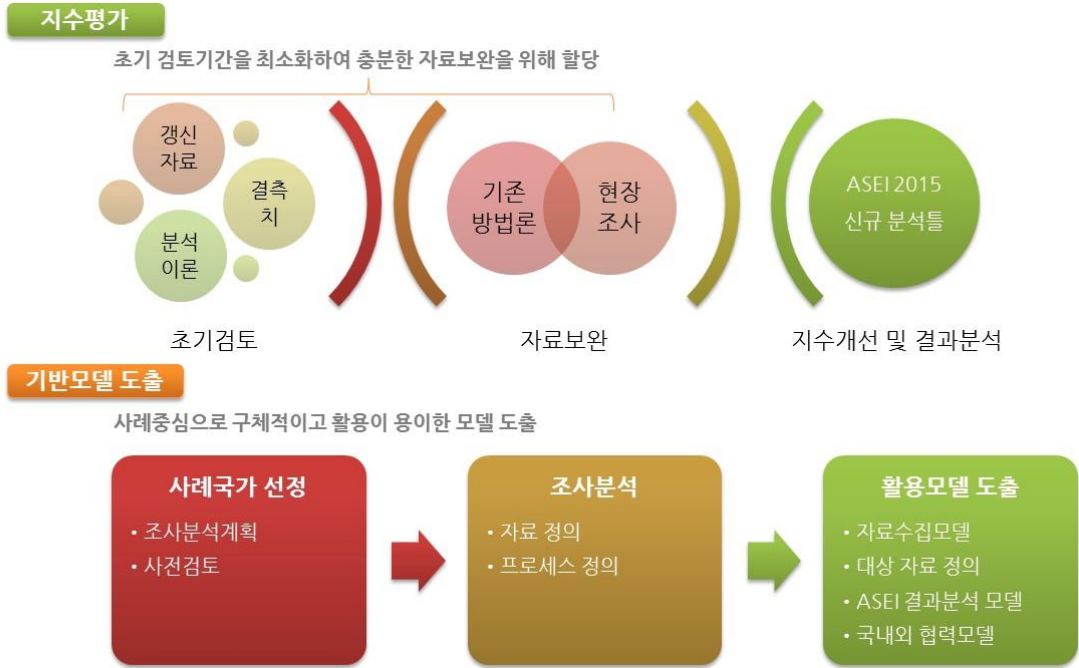 지수평가
초기 검토기간을 최소화하여 충분한 자료보완을 위해 할당
갱신
자료
결측
치
분석
이론
기존
방법론
현장
조사
ASEI 2015
신규 분석틀
초기검토
자료보완
지수개선 및 결과분석
기반모델 도출
사례중심으로 구체적이고 활용이 용이한 모델 도출
사례국가 선정
• 조사분석계획
• 사전검토
조사분석
• 자료 정의
• 프로세스 정의
활용모델 도출
• 자료수집모델
• 대상 자료 정의
• ASEI 결과분석 모델
• 국내외 협력모델